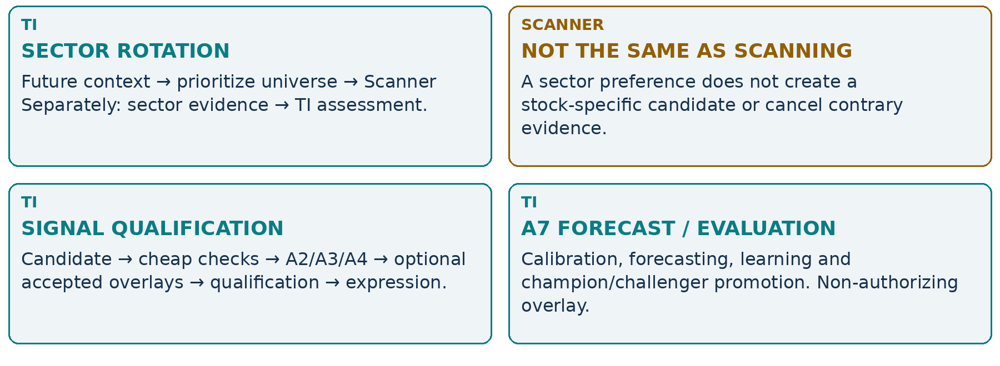 TI
SECTOR ROTATION
Future context → prioritize universe → Scanner
Separately: sector evidence → TI assessment.
SCANNER
NOT THE SAME AS SCANNING
A sector preference does not create a
stock-specific candidate or cancel contrary
evidence.
TI
SIGNAL QUALIFICATION
Candidate → cheap checks → A2/A3/A4 → optional
accepted overlays → qualification → expression.
TI
A7 FORECAST / EVALUATION
Calibration, forecasting, learning and
champion/challenger promotion. Non-authorizing
overlay.